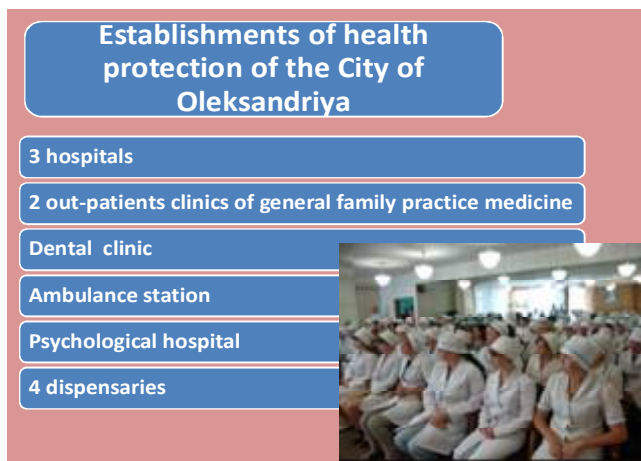 Establishments of health
protection of the City of
Oleksandriya
3 hospitals
2 out-patients clinics of general family practice medicine
Dental clinic
Ambulance station
Psychological hospital
4 dispensaries